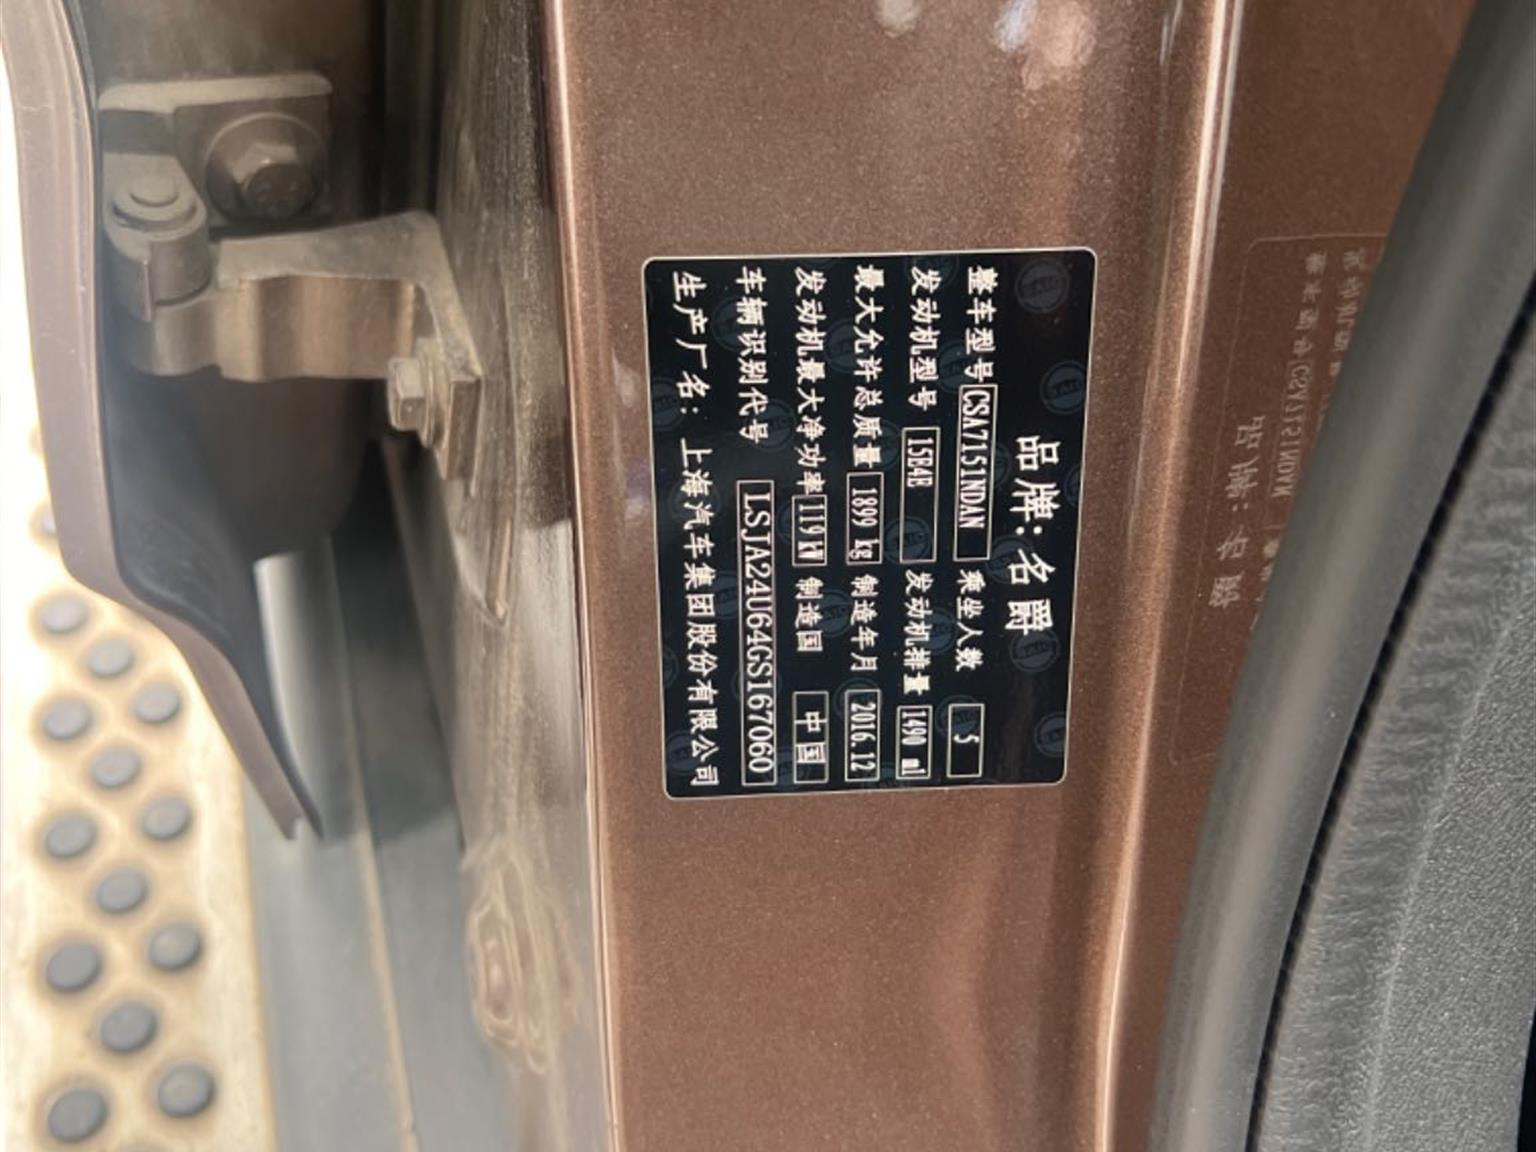 品牌: 名爵
整车型号 CSA7151NDAN 乘坐人数 5
发动机型号 15E4E 发动机排量 1490 ml
最大允许总质量 1899 kg 制造年月 2016.12
发动机最大净功率 119kW 制造国 中国
车辆识别代号 LSJA24U64GS167060
生产厂名: 上海汽车集团股份有限公司